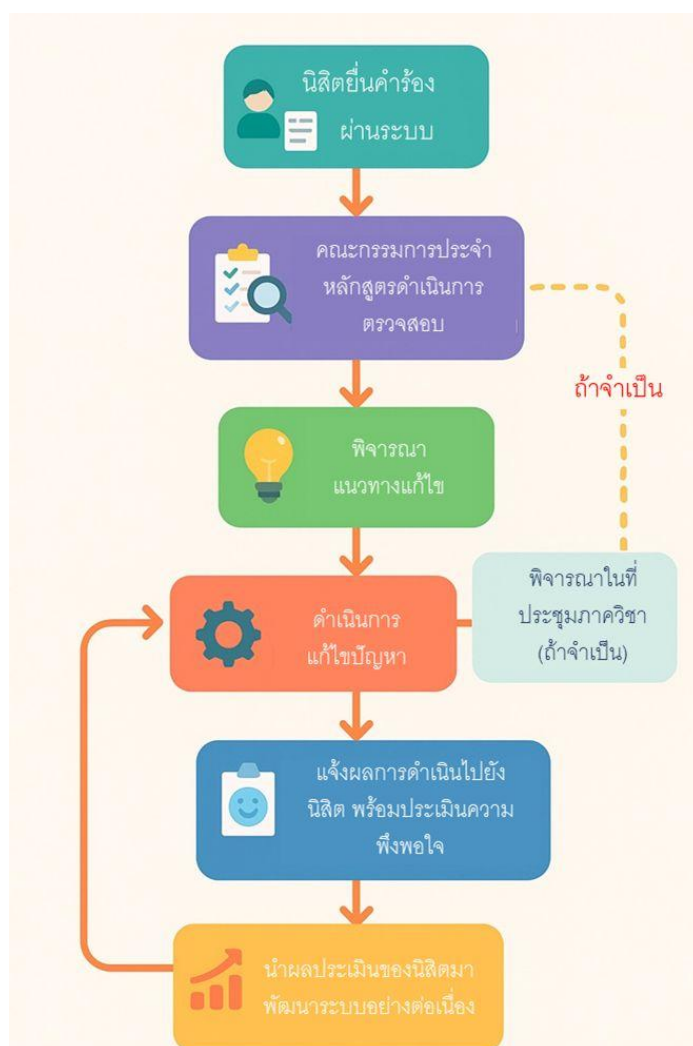 นิสิตยื่นคำร้อง
ผ่านระบบ
คณะกรรมการประจำ
หลักสูตรดำเนินการ
ตรวจสอบ
ถ้าจำเป็น
พิจารณา
แนวทางแก้ไข
พิจารณาในที่
ประชุมภาควิชา
(ถ้าจำเป็น)
ดำเนินการ
แก้ไขปัญหา
แจ้งผลการดำเนินไปยัง
นิสิต พร้อมประเมินความ
พึงพอใจ
นำผลประเมินของนิสิตมา
พัฒนาระบบอย่างต่อเนื่อง